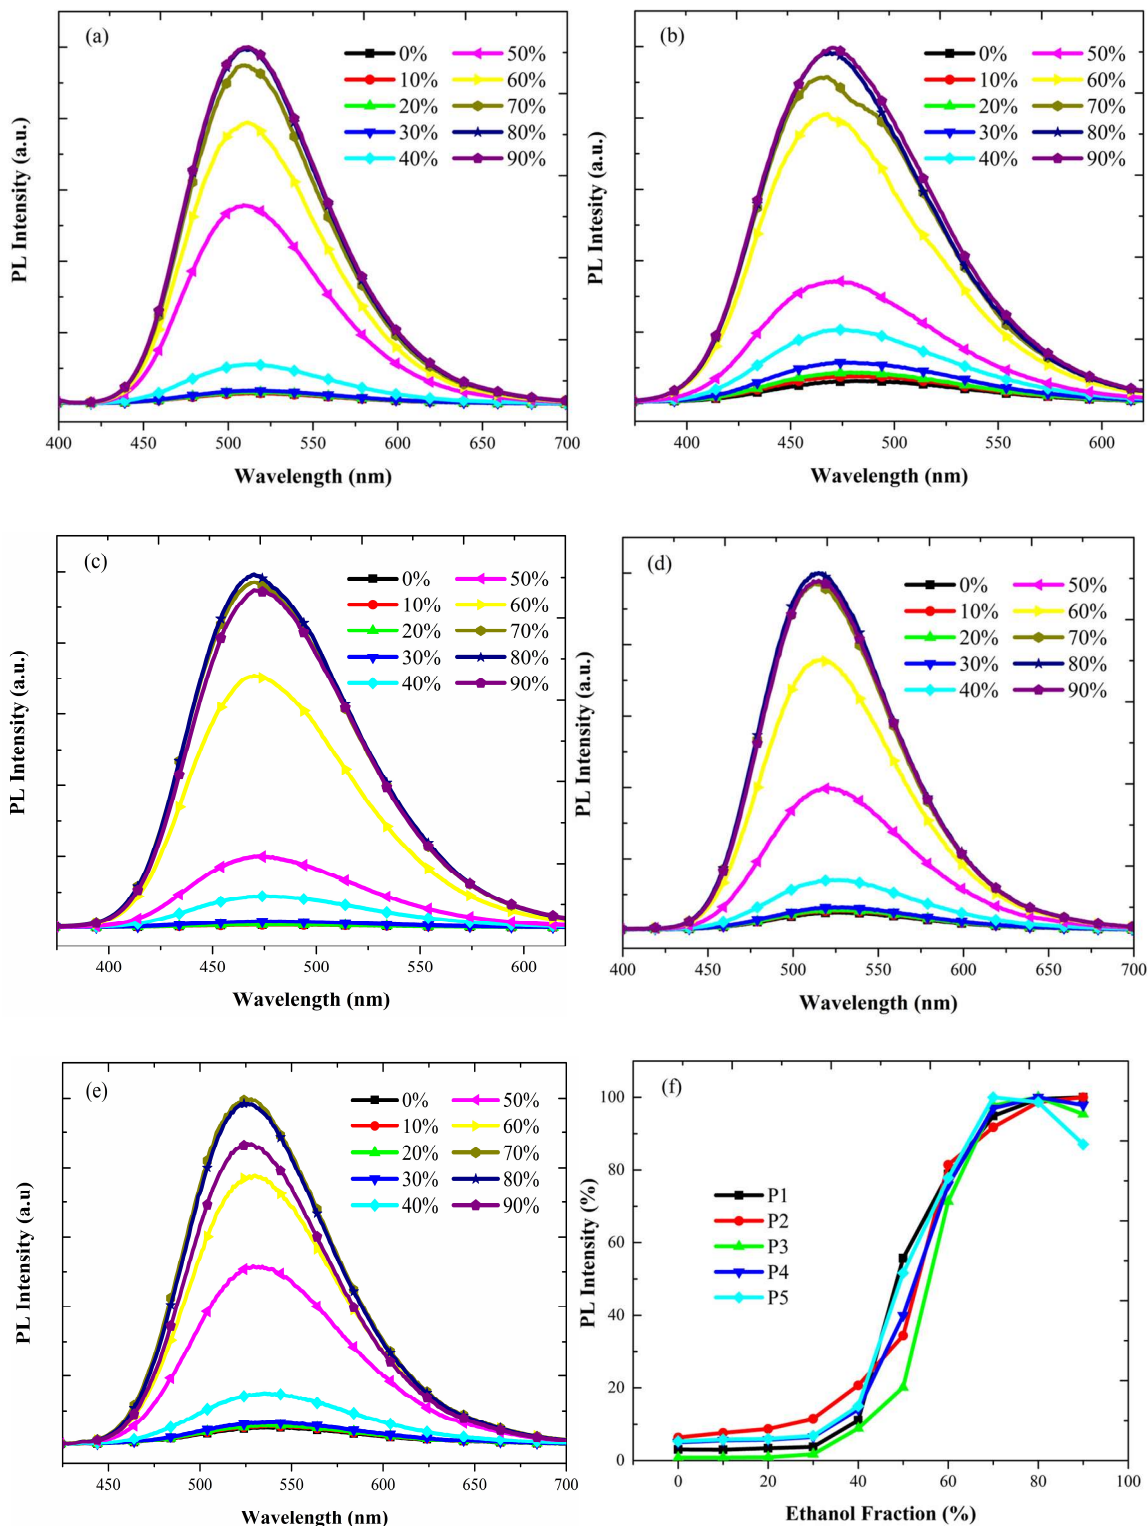 (a)
0%
10%
20%
30%
40%
50%
60%
70%
80%
90%
PL Intensity (a.u.)
400 450 500 550 600 650 700
Wavelength (nm)
(b)
0%
10%
20%
30%
40%
50%
60%
70%
80%
90%
PL Intesity (a.u.)
400 450 500 550 600
Wavelength (nm)
(c)
0%
10%
20%
30%
40%
50%
60%
70%
80%
90%
PL Intensity (a.u.)
400 450 500 550 600
Wavelength (nm)
(d)
0%
10%
20%
30%
40%
50%
60%
70%
80%
90%
PL Intensity (a.u.)
400 450 500 550 600 650 700
Wavelength (nm)
(e)
0%
10%
20%
30%
40%
50%
60%
70%
80%
90%
PL Intensity (a.u)
450 500 550 600 650 700
Wavelength (nm)
(f)
P1
P2
P3
P4
P5
PL Intensity (%)
100
80
60
40
20
0
0 20 40 60 80 100
Ethanol Fraction (%)